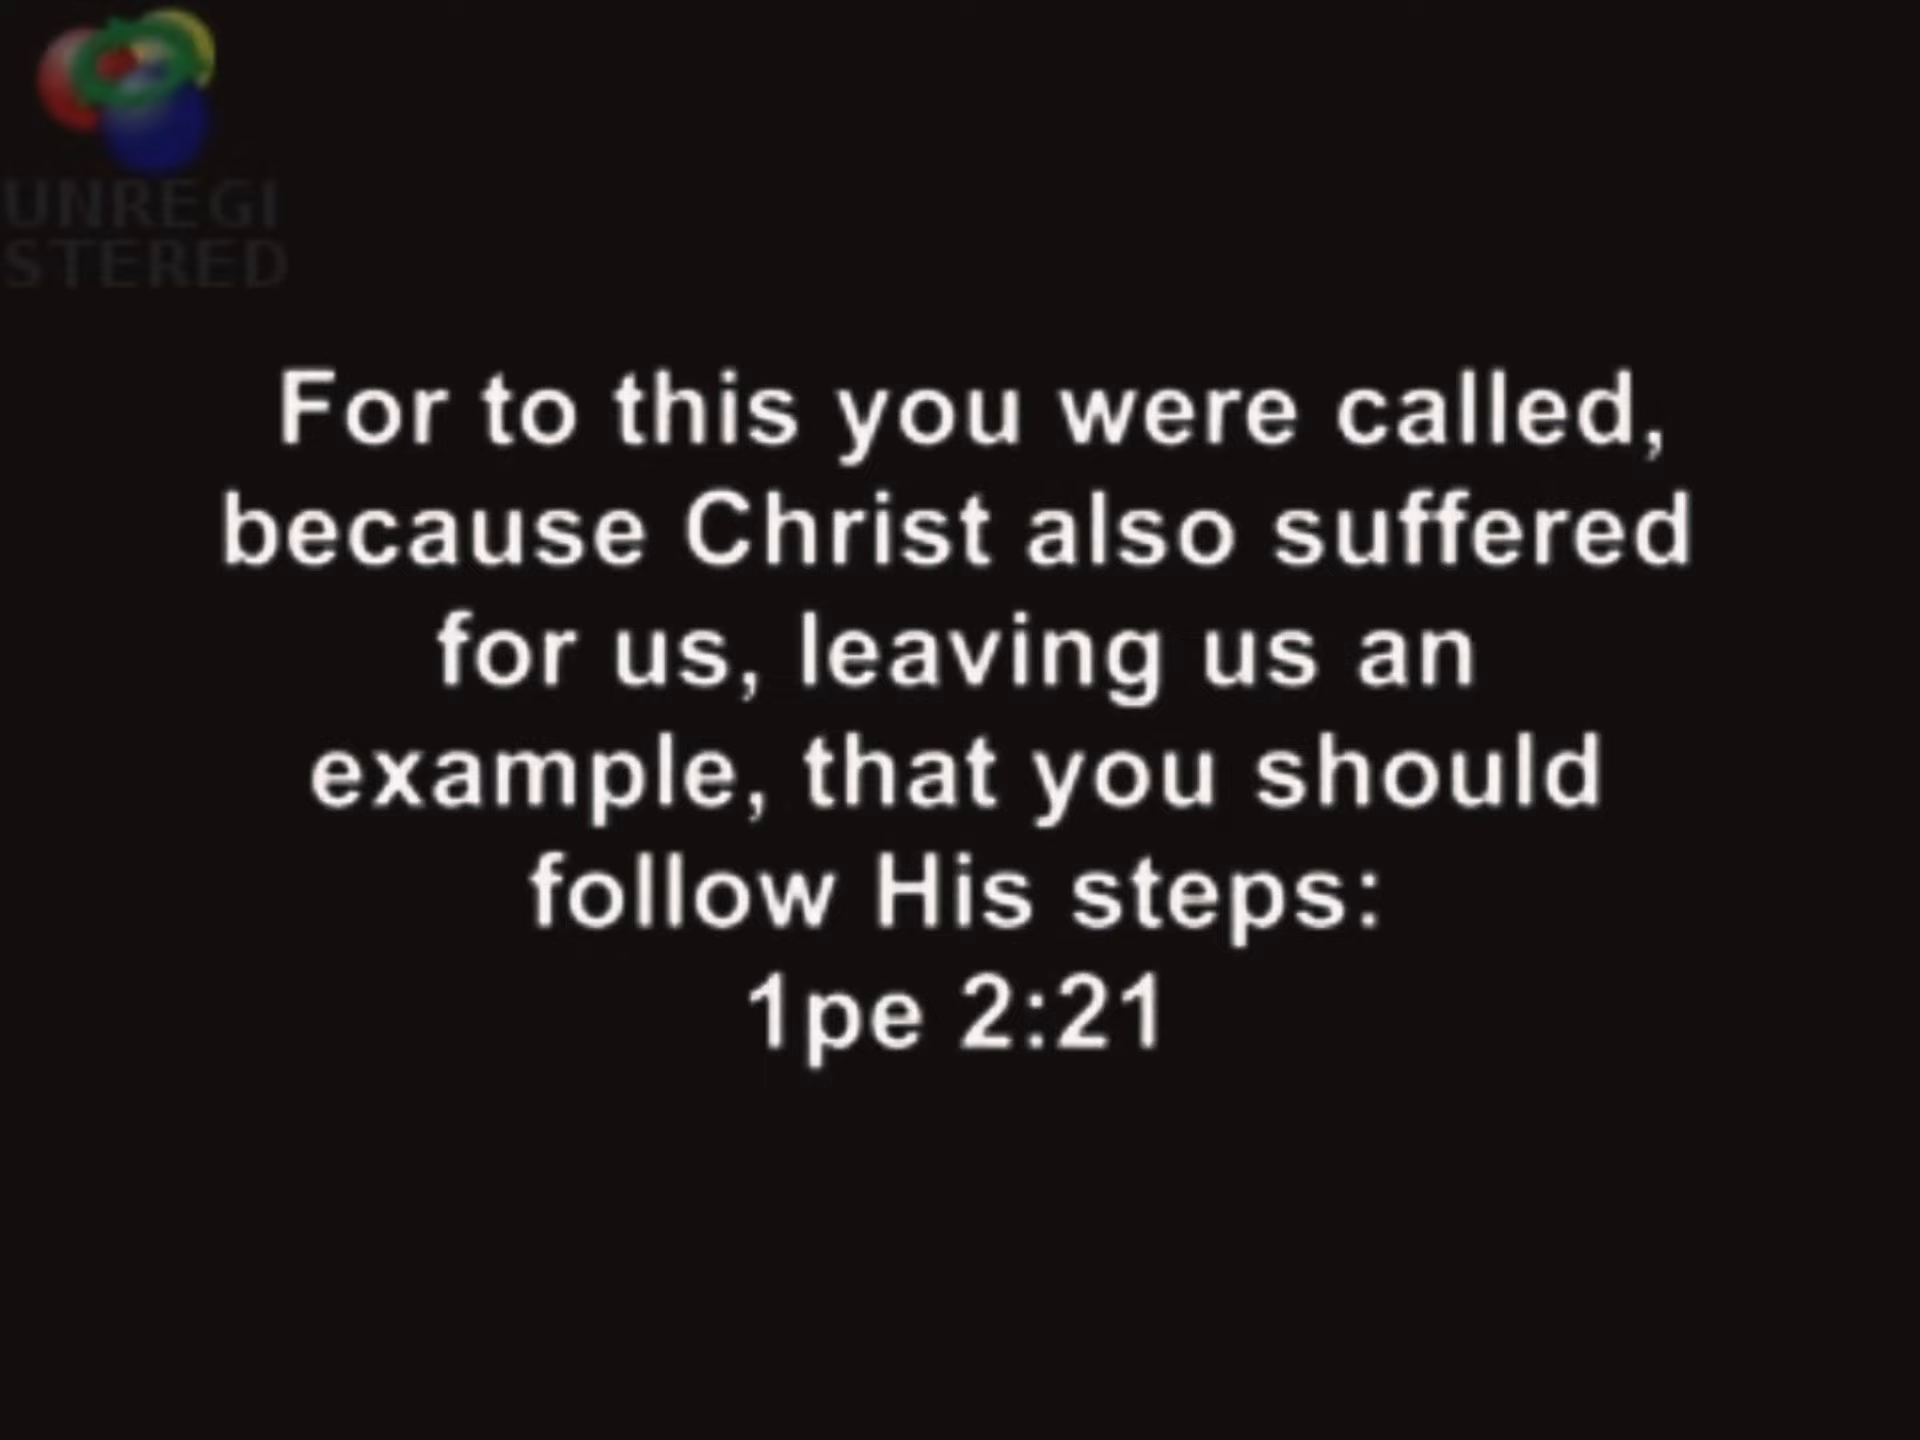 UNREGI
STERED
For to this you were called,
because Christ also suffered
for us, leaving us an
example, that you should
follow His steps:
1pe 2:21